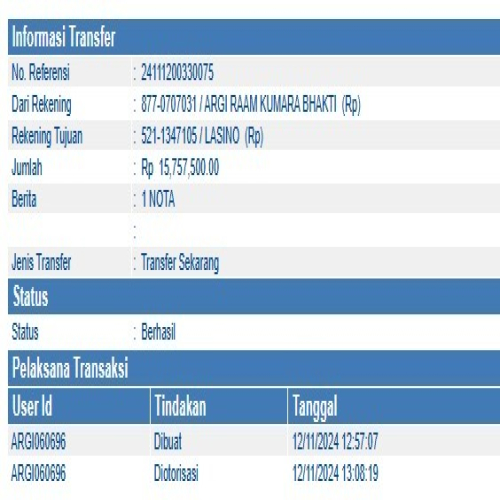 Informasi Transfer
No. Referensi : 24111200330075
Dari Rekening : 877-0707031 / ARGI RAAM KUMARA BHAKTI (Rp)
Rekening Tujuan : 521-1347105 / LASINO (Rp)
Jumlah : Rp 15,757,500.00
Berita : 1 NOTA
:
Jenis Transfer : Transfer Sekarang
Status
Status : Berhasil
Pelaksana Transaksi
User Id Tindakan Tanggal
ARGI060696 Dibuat 12/11/2024 12:57:07
ARGI060696 Diotorisasi 12/11/2024 13:08:19